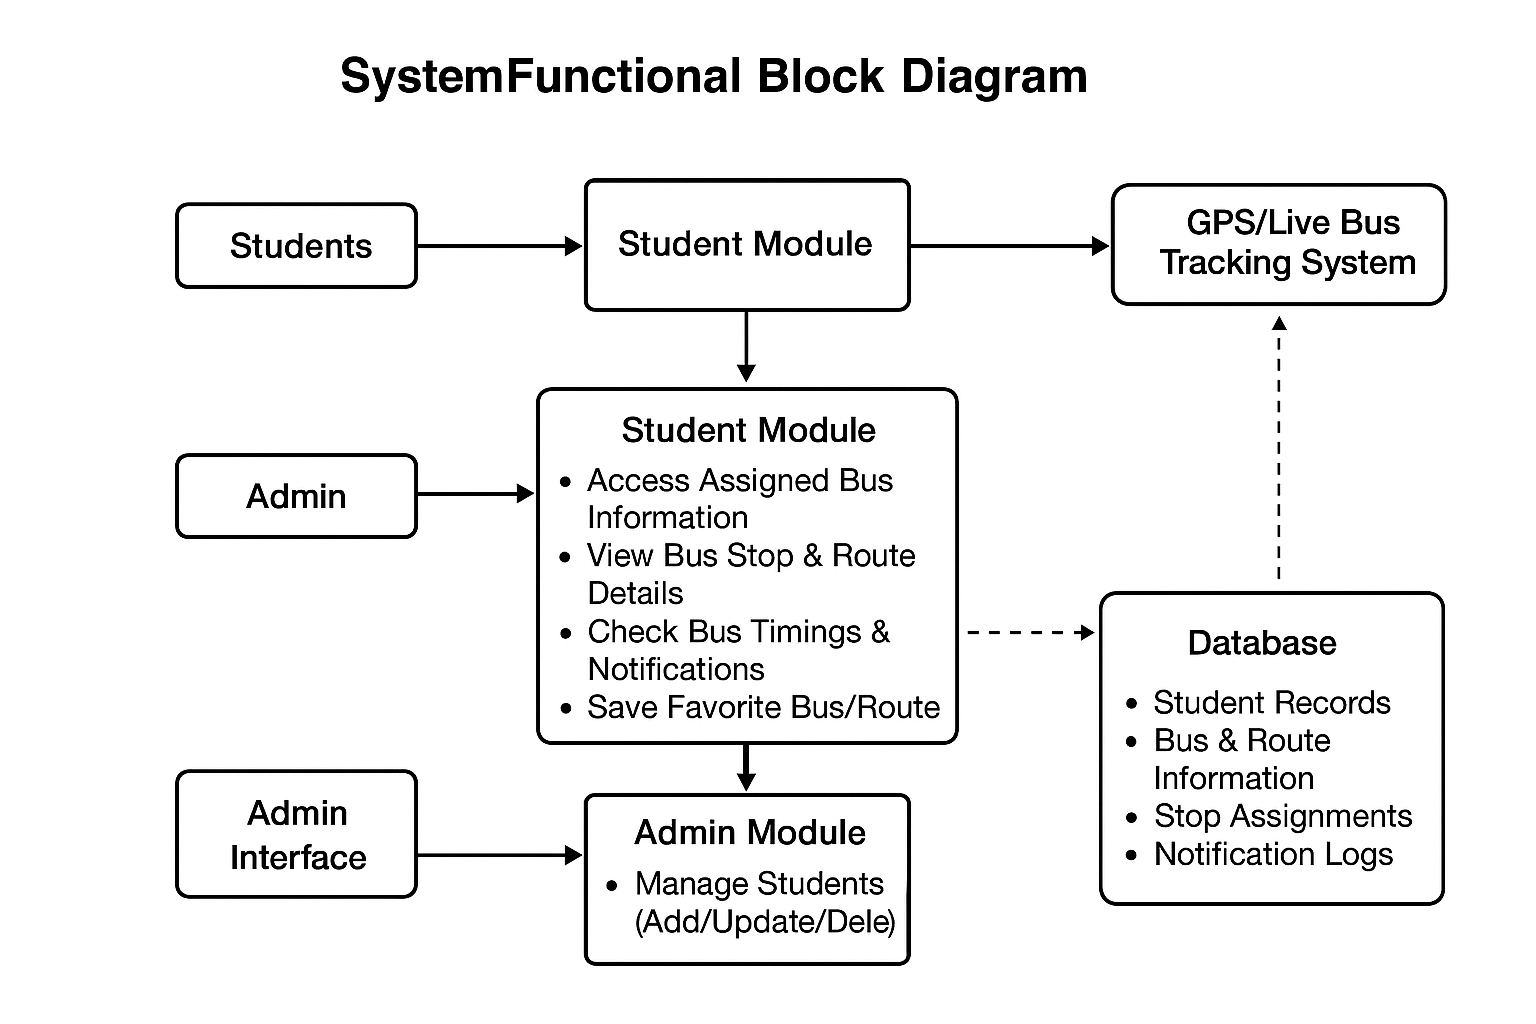 SystemFunctional Block Diagram
Students
Student Module
GPS/Live Bus
Tracking System
Admin
Student Module
• Access Assigned Bus
Information
• View Bus Stop & Route
Details
• Check Bus Timings &
Notifications
• Save Favorite Bus/Route
Database
• Student Records
• Bus & Route
Information
• Stop Assignments
• Notification Logs
Admin
Interface
Admin Module
• Manage Students
(Add/Update/Dele)